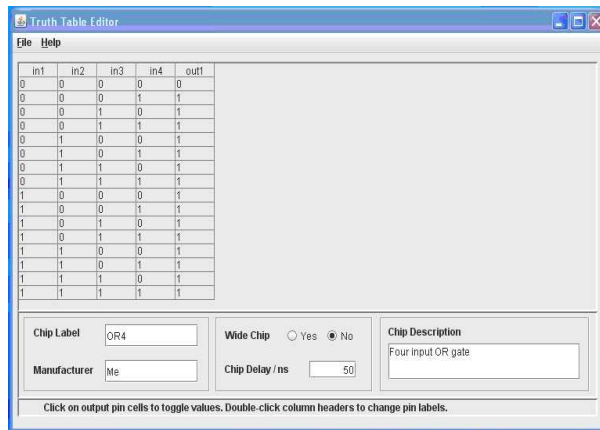 Truth Table Editor
File Help
in1 in2 in3 in4 out1
0 0 0 0 0
0 0 0 1 1
0 0 1 0 1
0 0 1 1 1
0 1 0 0 1
0 1 0 1 1
0 1 1 0 1
0 1 1 1 1
1 0 0 0 1
1 0 0 1 1
1 0 1 0 1
1 0 1 1 1
1 1 0 0 1
1 1 0 1 1
1 1 1 0 1
1 1 1 1 1
Chip Label OR4
Manufacturer Me
Wide Chip Yes No
Chip Delay / ns 50
Chip Description
Four input OR gate
Click on output pin cells to toggle values. Double-click column headers to change pin labels.